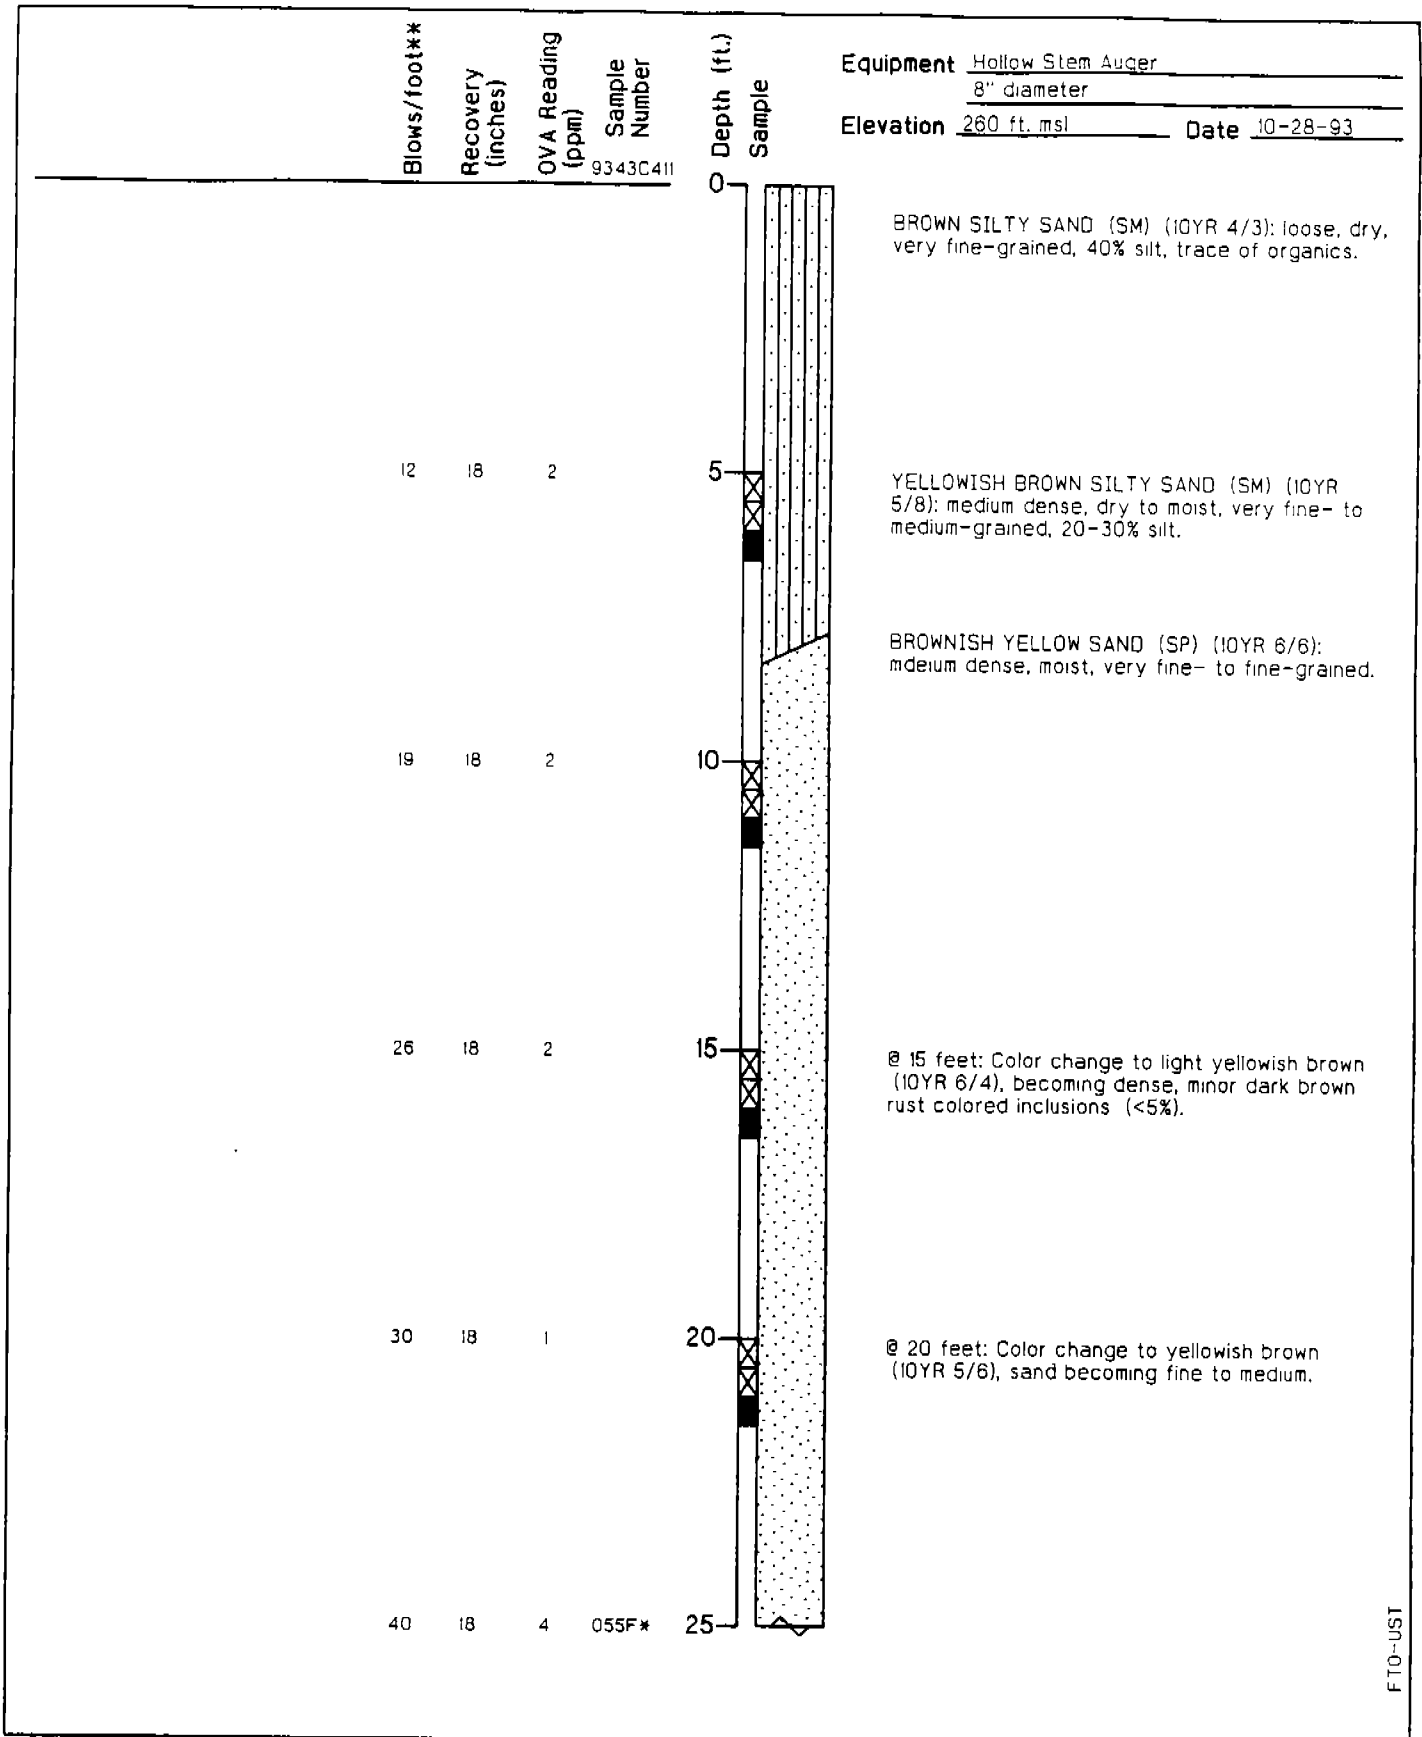 Blows/foot**
Recovery
(inches)
OVA Reading
(ppm)
Sample
Number
9343C411
Depth (ft.)
Sample
Equipment Hollow Stem Auger
8" diameter
Elevation 260 ft. msl Date 10-28-93
0
BROWN SILTY SAND (SM) (10YR 4/3): loose, dry,
very fine-grained, 40% silt, trace of organics.
12 18 2 5
YELLOWISH BROWN SILTY SAND (SM) (10YR
5/8): medium dense, dry to moist, very fine- to
medium-grained, 20-30% silt.
BROWNISH YELLOW SAND (SP) (10YR 6/6):
mdeium dense, moist, very fine- to fine-grained.
19 18 2 10
26 18 2 15
@ 15 feet: Color change to light yellowish brown
(10YR 6/4), becoming dense, minor dark brown
rust colored inclusions (<5%).
30 18 1 20
@ 20 feet: Color change to yellowish brown
(10YR 5/6), sand becoming fine to medium.
40 18 4 055F* 25
FTO-UST